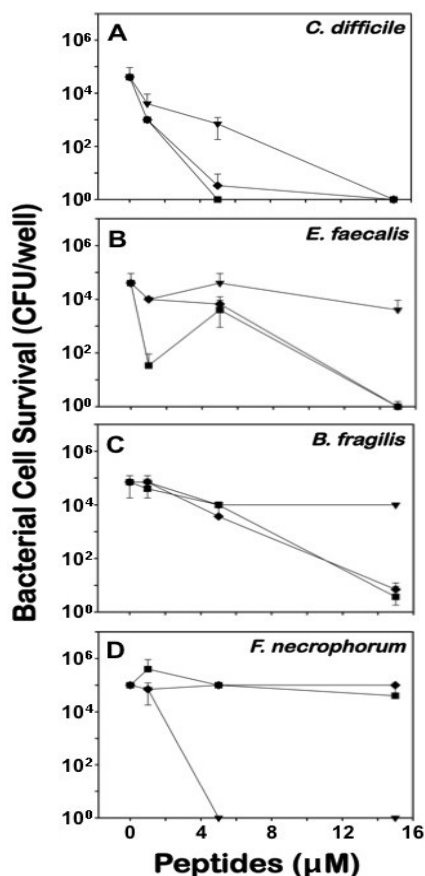 Bacterial Cell Survival (CFU/well)
A
C. difficile
10⁶
10⁴
10²
10⁰
B
E. faecalis
10⁶
10⁴
10²
10⁰
C
B. fragilis
10⁶
10⁴
10²
10⁰
D
F. necrophorum
10⁶
10⁴
10²
10⁰
0 4 8 12 16
Peptides (μM)